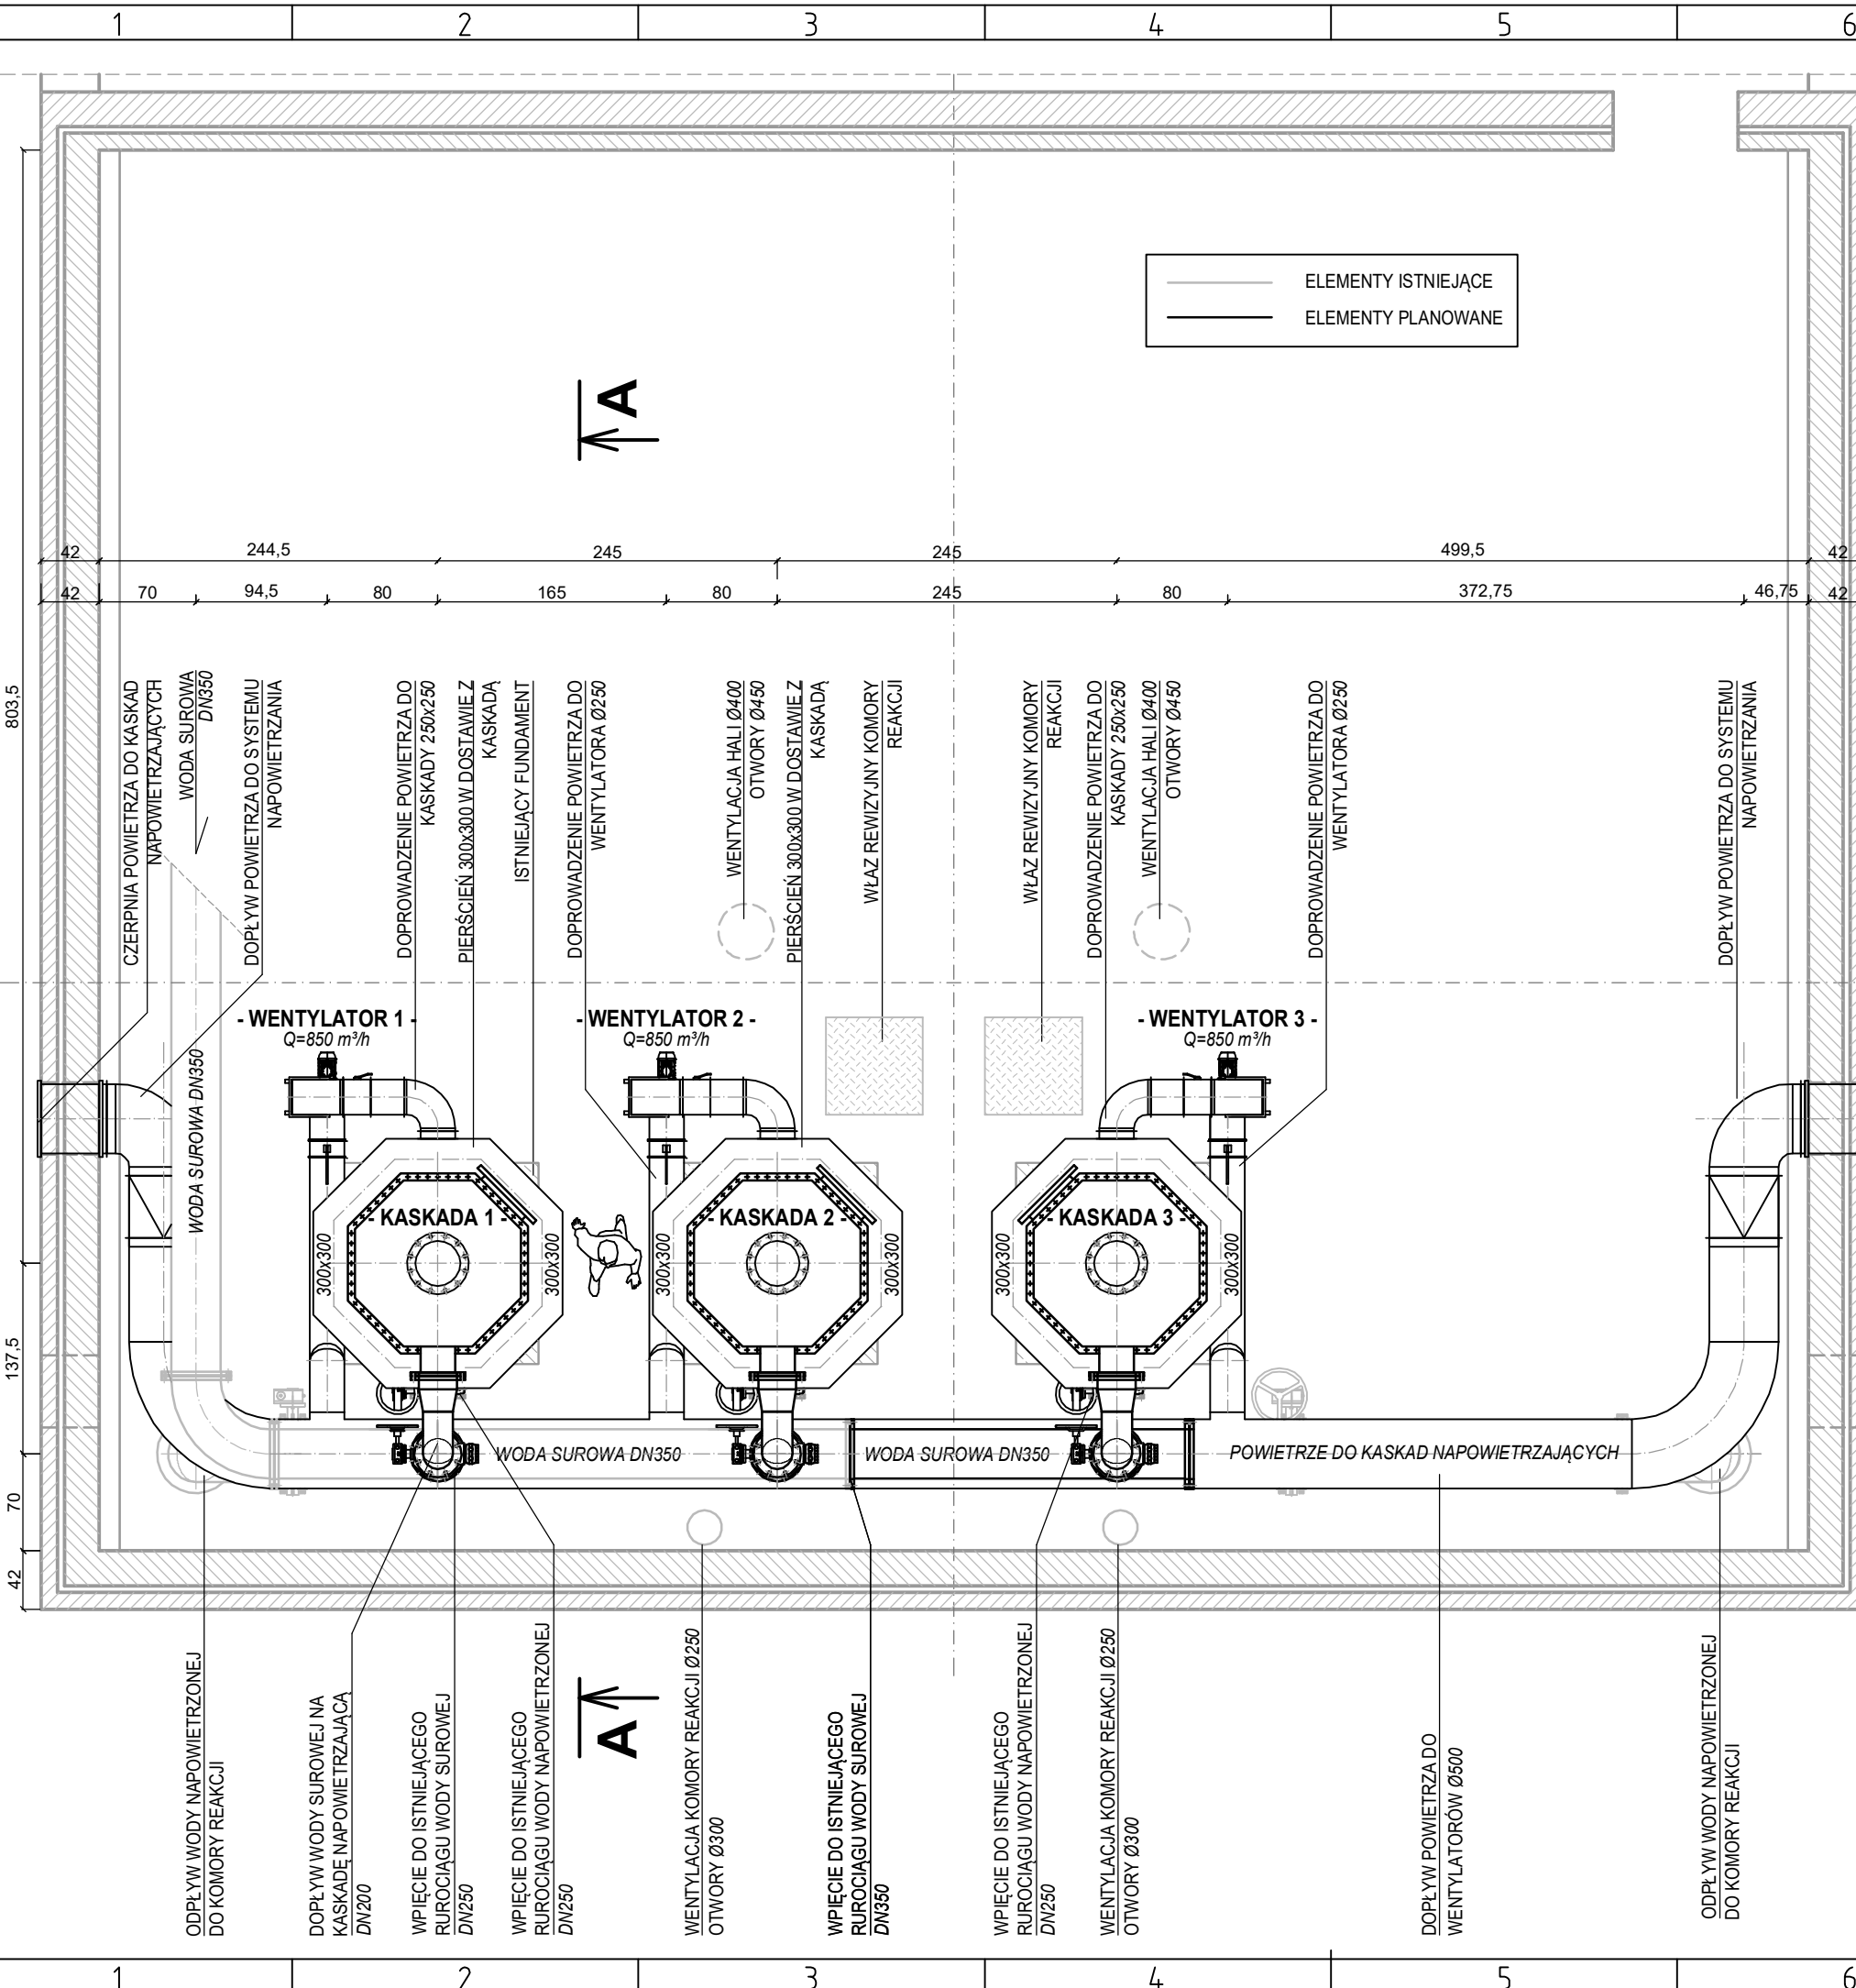 1 2 3 4 5 6
ELEMENTY ISTNIEJĄCE
ELEMENTY PLANOWANE
A
42 244,5 245 245 499,5 42
42 70 94,5 80 165 80 245 80 372,75 46,75 42
803,5
137,5
70
42
CZERPNIA POWIETRZA DO KASKAD
NAPOWIETRZAJĄCYCH
WODA SUROWA
DN350
DOPŁYW POWIETRZA DO SYSTEMU
NAPOWIETRZANIA
DOPROWADZENIE POWIETRZA DO
KASKADY 250x250
PIERŚCIEŃ 300x300 W DOSTAWIE Z
KASKADĄ
ISTNIEJĄCY FUNDAMENT
DOPROWADZENIE POWIETRZA DO
WENTYLATORA Ø250
WENTYLACJA HALI Ø400
OTWORY Ø450
PIERŚCIEŃ 300x300 W DOSTAWIE Z
KASKADĄ
WŁAZ REWIZYJNY KOMORY
REAKCJI
WŁAZ REWIZYJNY KOMORY
REAKCJI
DOPROWADZENIE POWIETRZA DO
KASKADY 250x250
WENTYLACJA HALI Ø400
OTWORY Ø450
DOPROWADZENIE POWIETRZA DO
WENTYLATORA Ø250
DOPŁYW POWIETRZA DO SYSTEMU
NAPOWIETRZANIA
- WENTYLATOR 1 -
Q=850 m³/h
- WENTYLATOR 2 -
Q=850 m³/h
- WENTYLATOR 3 -
Q=850 m³/h
WODA SUROWA DN350
- KASKADA 1 -
300x300
300x300
- KASKADA 2 -
300x300
300x300
- KASKADA 3 -
300x300
300x300
WODA SUROWA DN350
WODA SUROWA DN350
POWIETRZE DO KASKAD NAPOWIETRZAJĄCYCH
ODPŁYW WODY NAPOWIETRZONEJ
DO KOMORY REAKCJI
DOPŁYW WODY SUROWEJ NA
KASKADĘ NAPOWIETRZAJĄCĄ
DN200
WPIĘCIE DO ISTNIEJĄCEGO
RUROCIĄGU WODY SUROWEJ
DN250
WPIĘCIE DO ISTNIEJĄCEGO
RUROCIĄGU WODY NAPOWIETRZONEJ
DN250
A
WENTYLACJA KOMORY REAKCJI Ø250
OTWORY Ø300
WPIĘCIE DO ISTNIEJĄCEGO
RUROCIĄGU WODY SUROWEJ
DN350
WPIĘCIE DO ISTNIEJĄCEGO
RUROCIĄGU WODY NAPOWIETRZONEJ
DN250
WENTYLACJA KOMORY REAKCJI Ø250
OTWORY Ø300
DOPŁYW POWIETRZA DO
WENTYLATORÓW Ø500
ODPŁYW WODY NAPOWIETRZONEJ
DO KOMORY REAKCJI
1 2 3 4 5 6